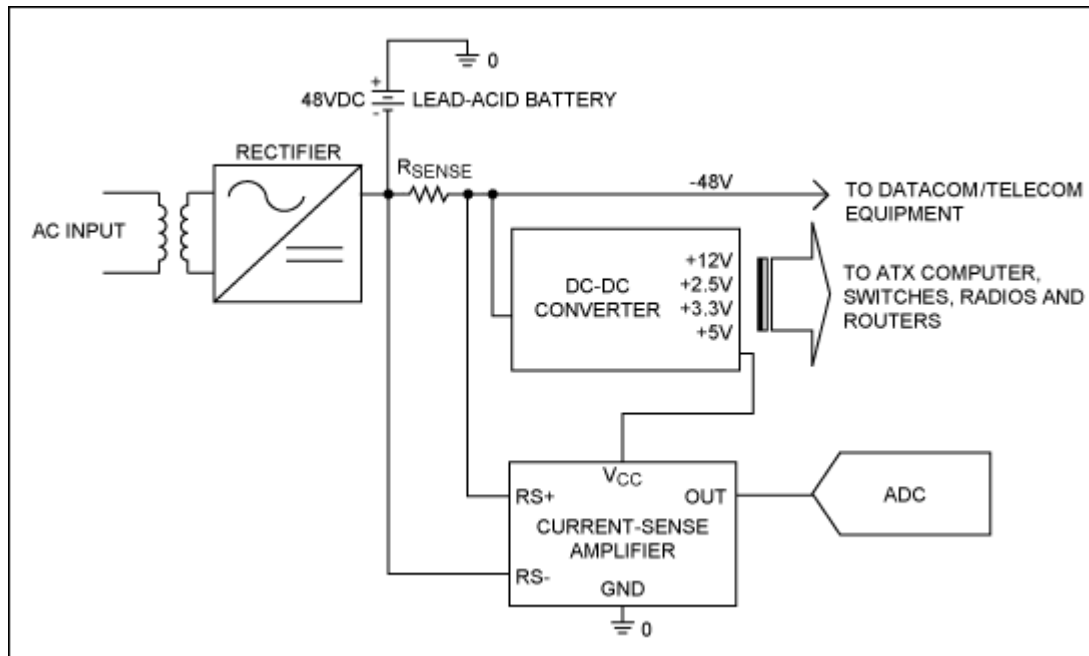 0
+
48VDC
-
LEAD-ACID BATTERY
RECTIFIER
RSENSE
-48V
TO DATACOM/TELECOM
EQUIPMENT
AC INPUT
DC-DC
CONVERTER
+12V
+2.5V
+3.3V
+5V
TO ATX COMPUTER,
SWITCHES, RADIOS AND
ROUTERS
VCC
RS+
OUT
CURRENT-SENSE
AMPLIFIER
RS-
GND
0
ADC